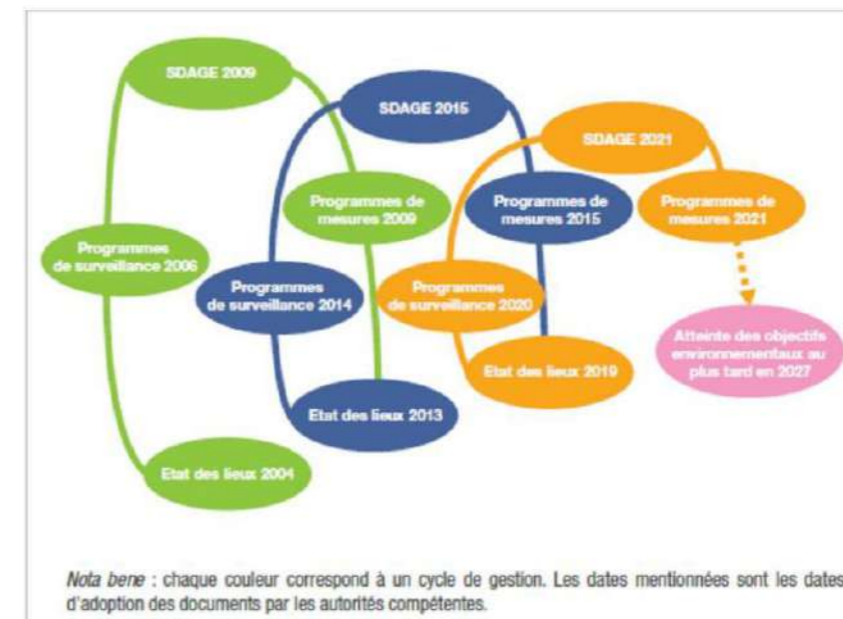 SDAGE 2009
SDAGE 2015
SDAGE 2021
Programmes de
mesures 2009
Programmes de
mesures 2015
Programmes de
mesures 2021
Programmes
de surveillance 2006
Programmes
de surveillance 2014
Programmes
de surveillance 2020
Atteinte des objectifs
environnementaux au
plus tard en 2027
Etat des lieux 2019
Etat des lieux 2013
Etat des lieux 2004
Nota bene : chaque couleur correspond à un cycle de gestion. Les dates mentionnées sont les dates
d'adoption des documents par les autorités compétentes.